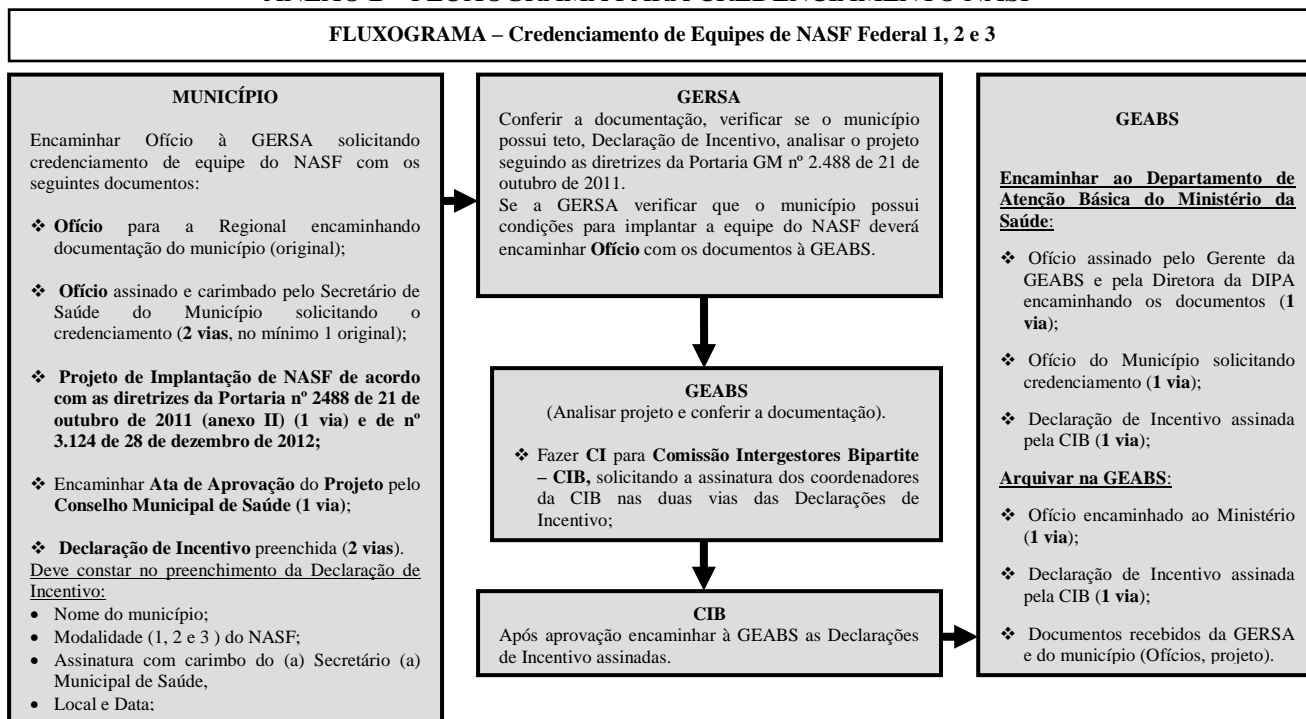 FLUXOGRAMA – Credenciamento de Equipes de NASF Federal 1, 2 e 3
MUNICÍPIO
Encaminhar Ofício à GERSA solicitando
credenciamento de equipe do NASF com os
seguintes documentos:
❖ Ofício para a Regional encaminhando
documentação do município (original);
❖ Ofício assinado e carimbado pelo Secretário de
Saúde do Município solicitando o
credenciamento (2 vias, no mínimo 1 original);
❖ Projeto de Implantação de NASF de acordo
com as diretrizes da Portaria nº 2488 de 21 de
outubro de 2011 (anexo II) (1 via) e de nº
3.124 de 28 de dezembro de 2012;
❖ Encaminhar Ata de Aprovação do Projeto pelo
Conselho Municipal de Saúde (1 via);
❖ Declaração de Incentivo preenchida (2 vias).
Deve constar no preenchimento da Declaração de
Incentivo:
• Nome do município;
• Modalidade (1, 2 e 3 ) do NASF;
• Assinatura com carimbo do (a) Secretário (a)
Municipal de Saúde,
• Local e Data;
GERSA
Conferir a documentação, verificar se o município
possui teto, Declaração de Incentivo, analisar o projeto
seguindo as diretrizes da Portaria GM nº 2.488 de 21 de
outubro de 2011.
Se a GERSA verificar que o município possui
condições para implantar a equipe do NASF deverá
encaminhar Ofício com os documentos à GEABS.
GEABS
(Analisar projeto e conferir a documentação).
❖ Fazer CI para Comissão Intergestores Bipartite
– CIB, solicitando a assinatura dos coordenadores
da CIB nas duas vias das Declarações de
Incentivo;
CIB
Após aprovação encaminhar à GEABS as Declarações
de Incentivo assinadas.
GEABS
Encaminhar ao Departamento de
Atenção Básica do Ministério da
Saúde:
❖ Ofício assinado pelo Gerente da
GEABS e pela Diretora da DIPA
encaminhando os documentos (1
via);
❖ Ofício do Município solicitando
credenciamento (1 via);
❖ Declaração de Incentivo assinada
pela CIB (1 via);
Arquivar na GEABS:
❖ Ofício encaminhado ao Ministério
(1 via);
❖ Declaração de Incentivo assinada
pela CIB (1 via);
❖ Documentos recebidos da GERSA
e do município (Ofícios, projeto).